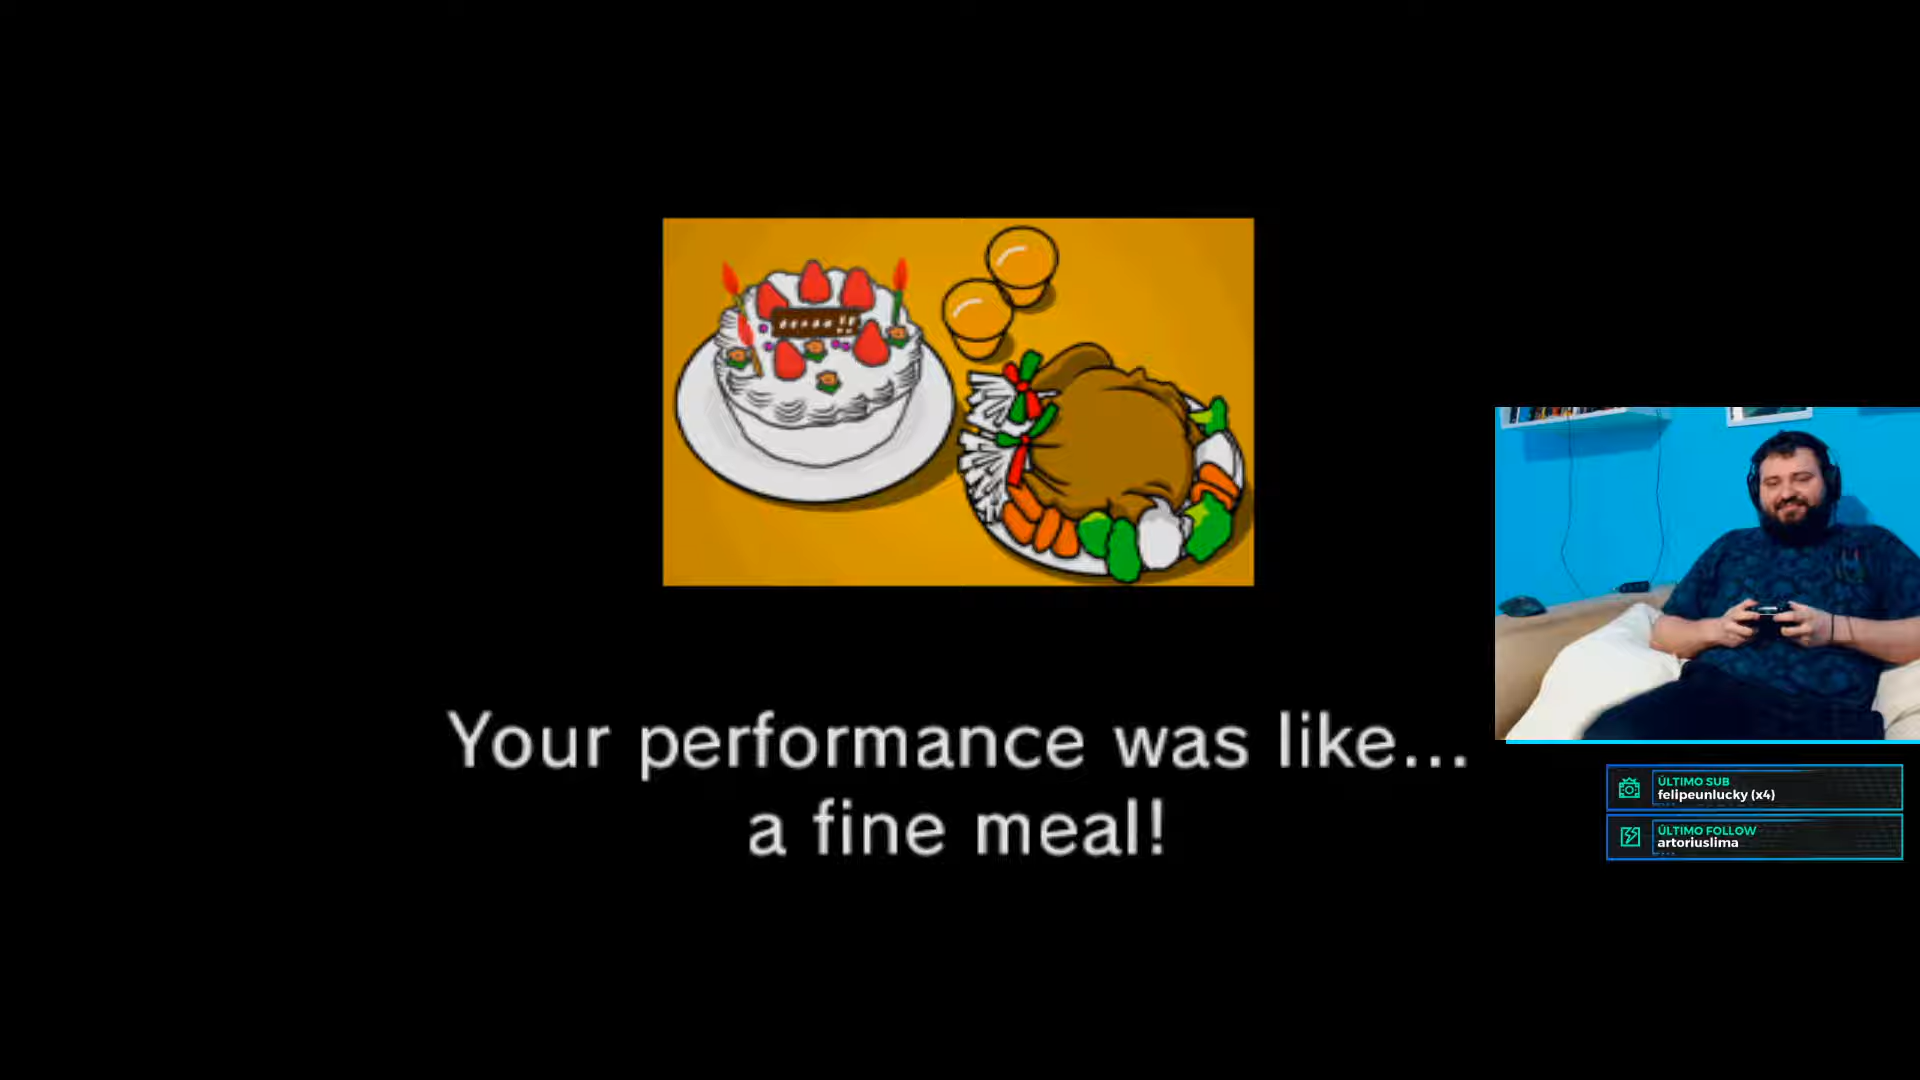 Your performance was like...
a fine meal!
ÚLTIMO SUB
felipeunlucky (x4)
ÚLTIMO FOLLOW
artoriuslima